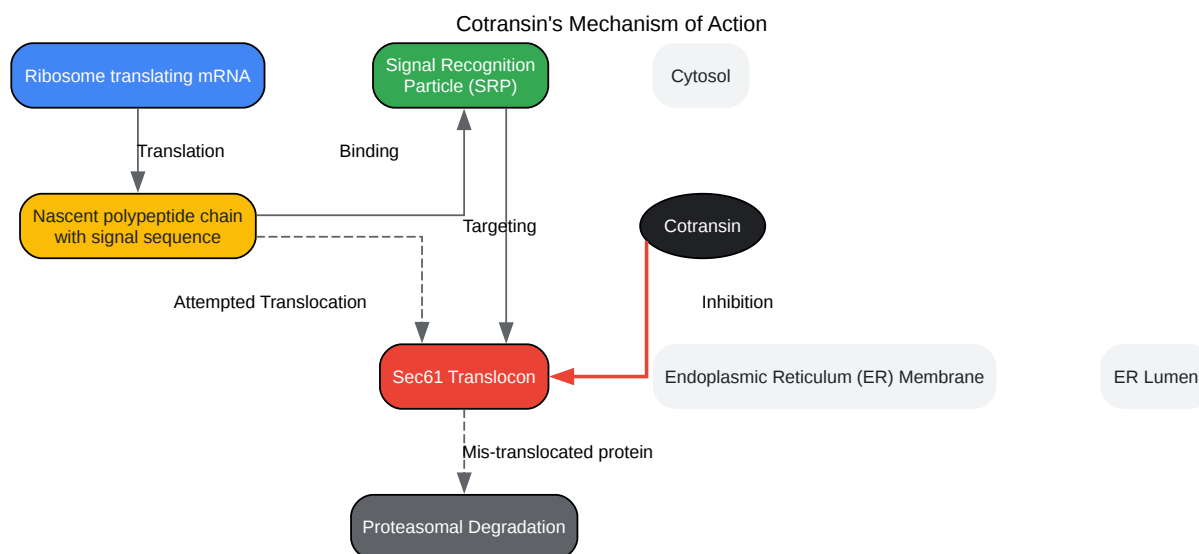 Cotransin's Mechanism of Action
Ribosome translating mRNA
Signal Recognition
Particle (SRP)
Cytosol
Translation
Binding
Nascent polypeptide chain
with signal sequence
Targeting
Cotransin
Attempted Translocation
Inhibition
Sec61 Translocon
Endoplasmic Reticulum (ER) Membrane
ER Lumen
Mis-translocated protein
Proteasomal Degradation